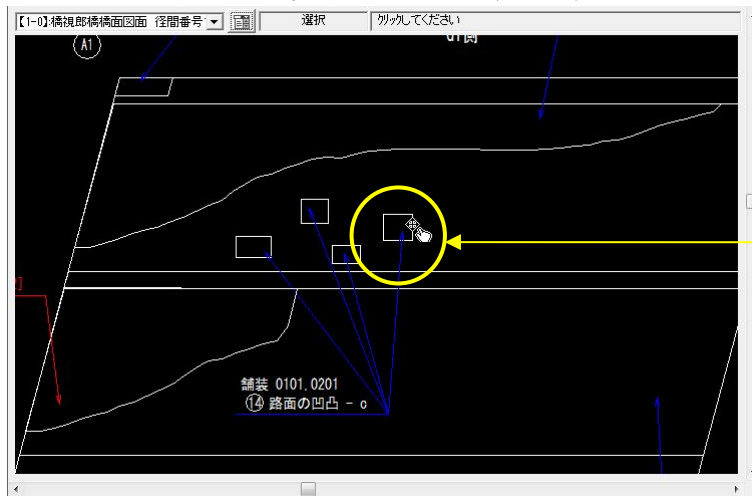 【1-0】:橋視郎橋橋面図面 径間番号
選択
クリックしてください
A1
G1側
舗装 0101,0201
⑭ 路面の凹凸 - c